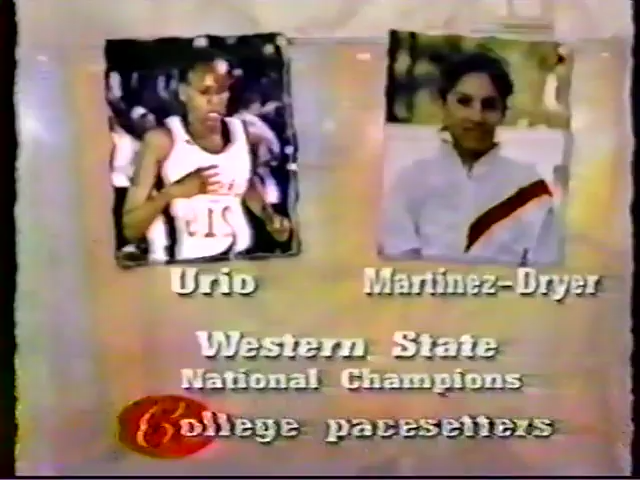 Urio Martinez-Dryer
Western State
National Champions
College pacesetters